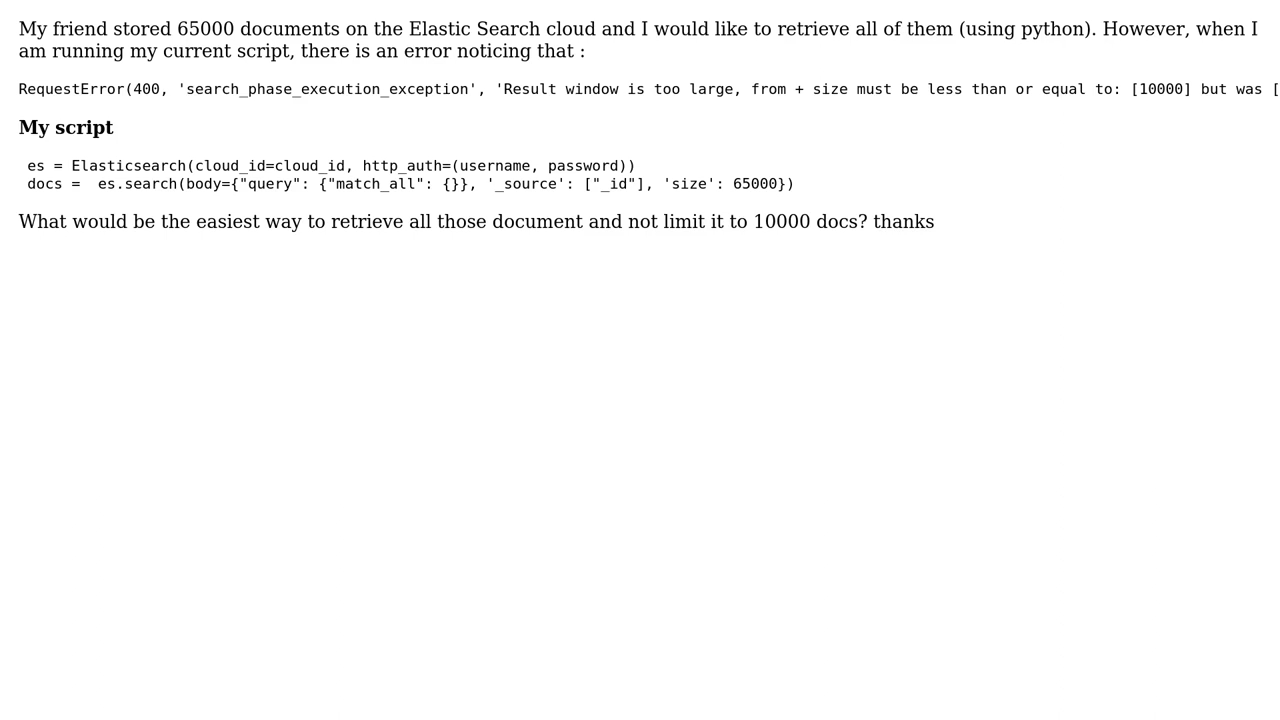 My friend stored 65000 documents on the Elastic Search cloud and I would like to retrieve all of them (using python). However, when I
am running my current script, there is an error noticing that :
RequestError(400, 'search_phase_execution_exception', 'Result window is too large, from + size must be less than or equal to: [10000] but was [
My script
es = Elasticsearch(cloud_id=cloud_id, http_auth=(username, password))
docs =  es.search(body={"query": {"match_all": {}}, '_source': ["_id"], 'size': 65000})
What would be the easiest way to retrieve all those document and not limit it to 10000 docs? thanks